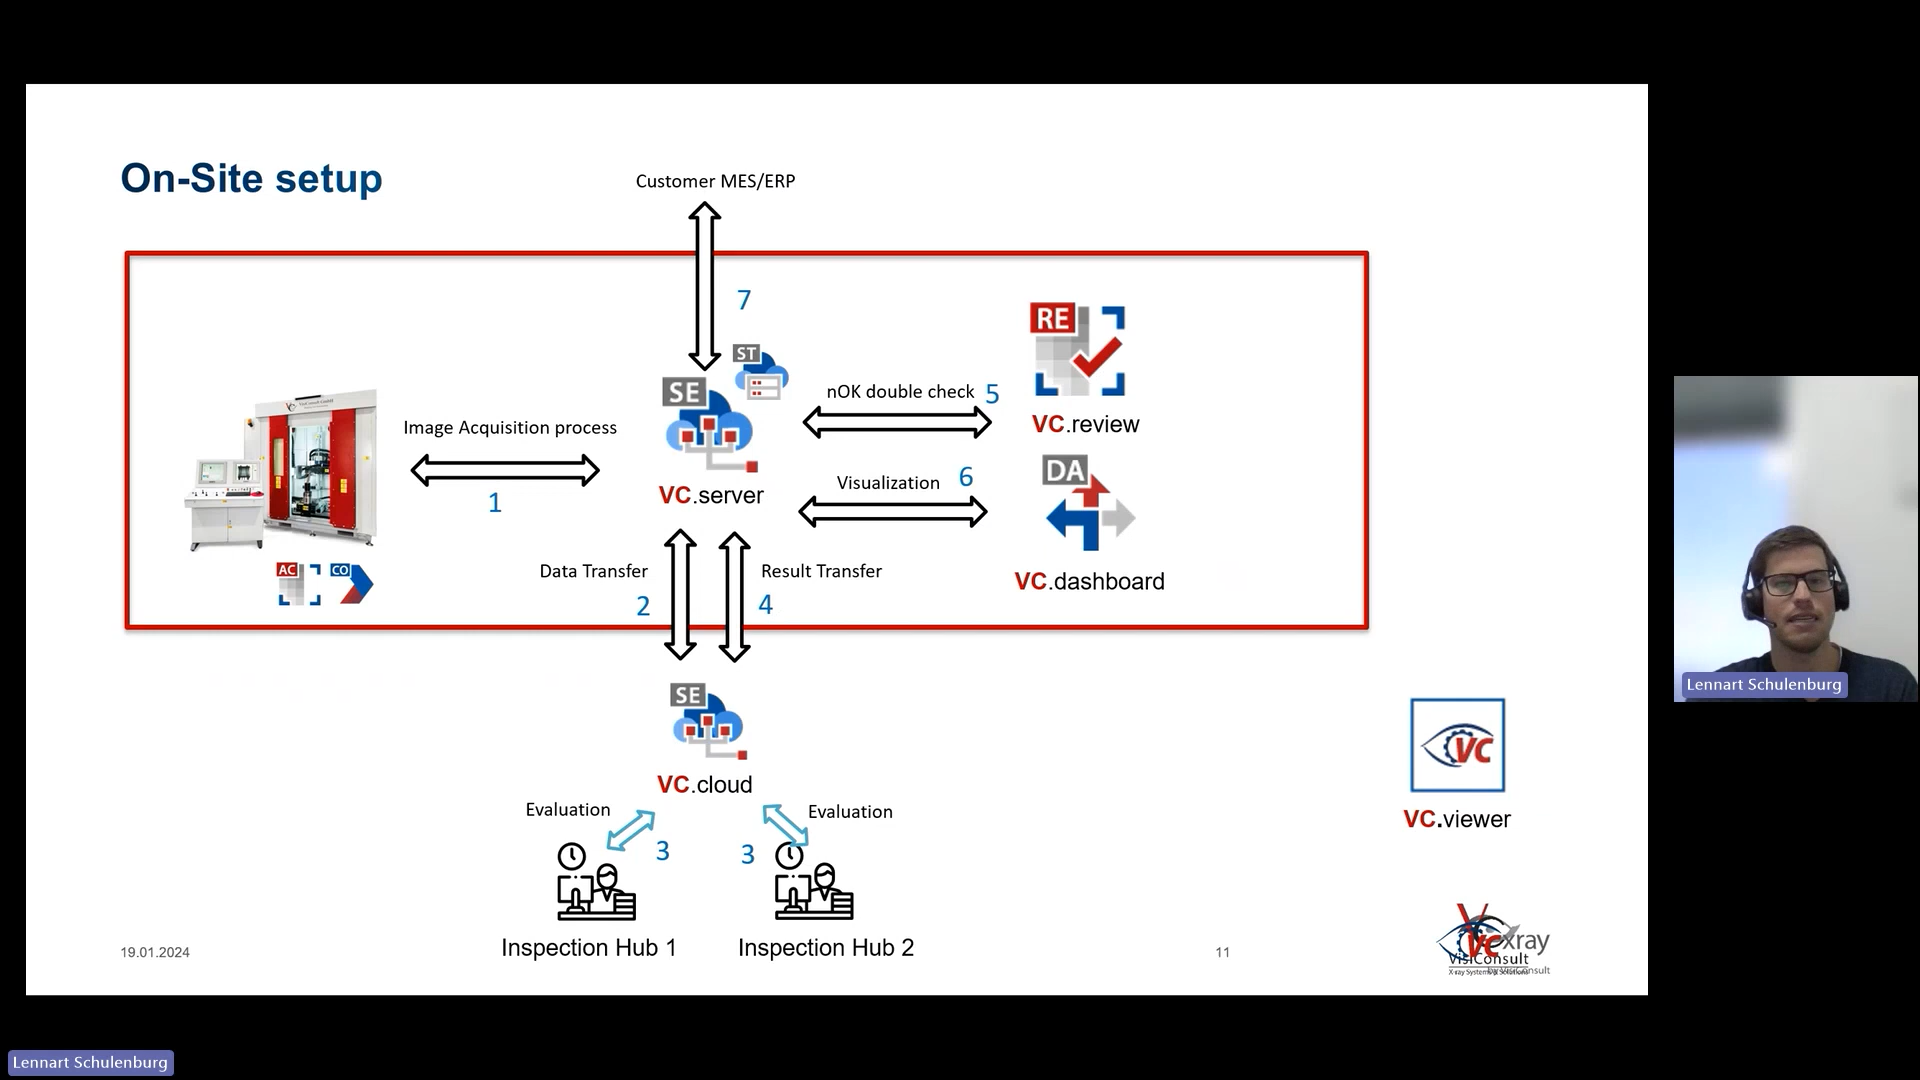 On-Site setup
Customer MES/ERP
7
RE
ST
SE
nOK double check 5
VC.review
Image Acquisition process
1
VC.server
Visualization 6
DA
VC.dashboard
AC CO
Data Transfer
2
Result Transfer
4
SE
VC.cloud
Evaluation
3
Evaluation
3
Inspection Hub 1
Inspection Hub 2
VC
VC.viewer
19.01.2024
11
VC xray
VisiConsult
Lennart Schulenburg
Lennart Schulenburg